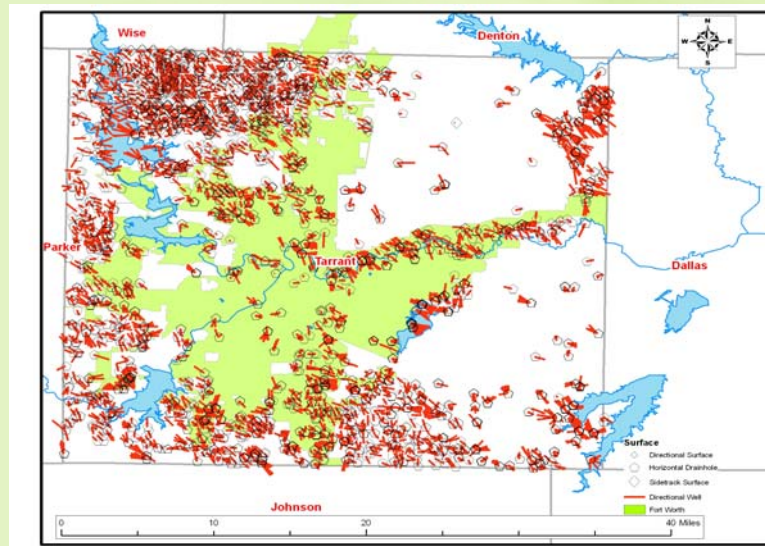 Wise
Denton
N
W E
S
Parker
Tarrant
Dallas
Surface
Directional Surface
Horizontal Drainhole
Sidetrack Surface
Directional Well
Fort Worth
Johnson
0 10 20 40 Miles